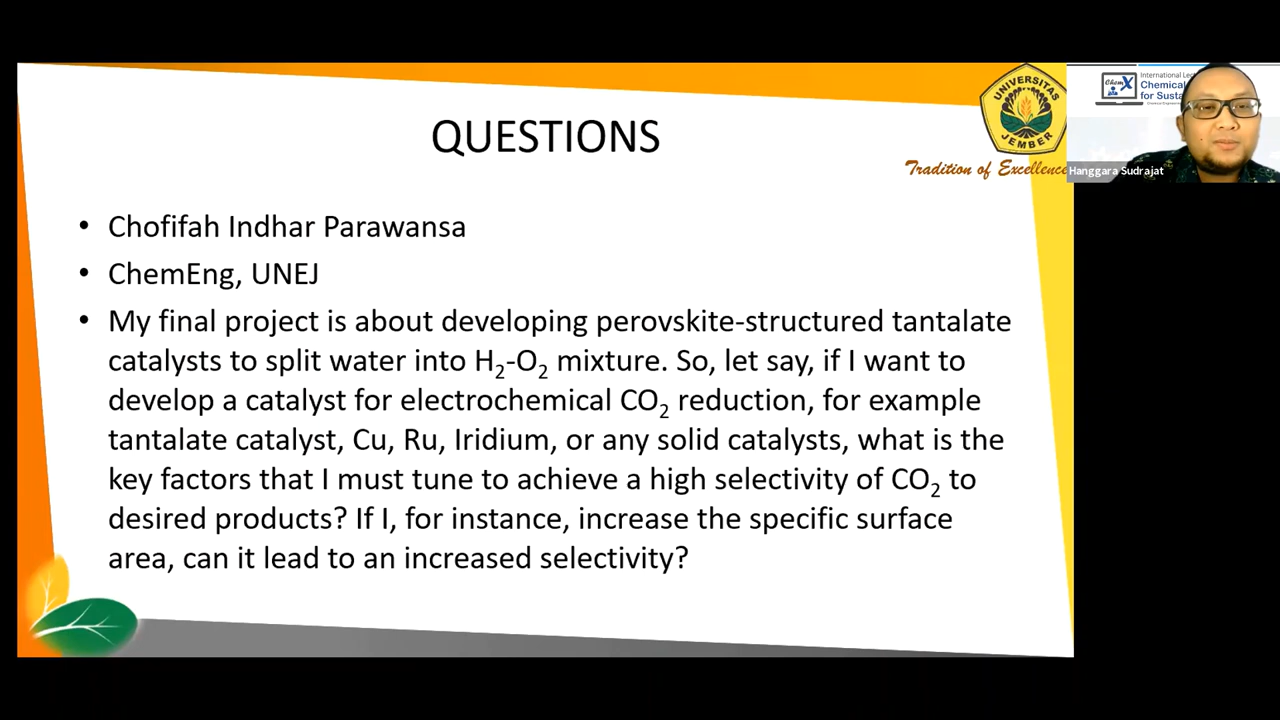 QUESTIONS
UNIVERSITAS
JEMBER
Tradition of Excellence
International
Chemical
for
Hanggara Sudrajat
• Chofifah Indhar Parawansa
• ChemEng, UNEJ
• My final project is about developing perovskite-structured tantalate
catalysts to split water into H₂-O₂ mixture. So, let say, if I want to
develop a catalyst for electrochemical CO₂ reduction, for example
tantalate catalyst, Cu, Ru, Iridium, or any solid catalysts, what is the
key factors that I must tune to achieve a high selectivity of CO₂ to
desired products? If I, for instance, increase the specific surface
area, can it lead to an increased selectivity?